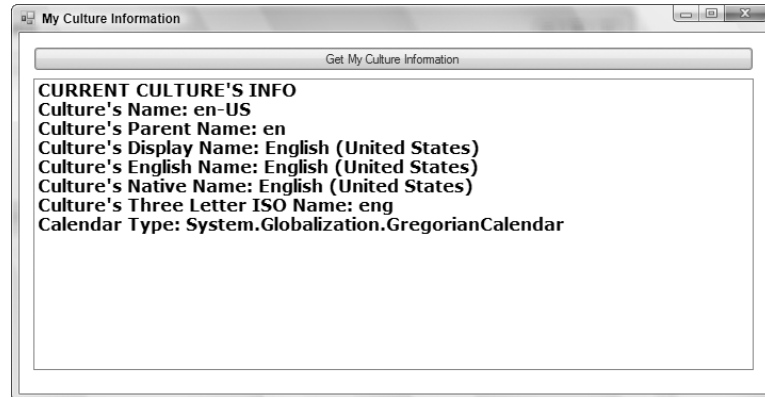 My Culture Information
Get My Culture Information
CURRENT CULTURE'S INFO
Culture's Name: en-US
Culture's Parent Name: en
Culture's Display Name: English (United States)
Culture's English Name: English (United States)
Culture's Native Name: English (United States)
Culture's Three Letter ISO Name: eng
Calendar Type: System.Globalization.GregorianCalendar